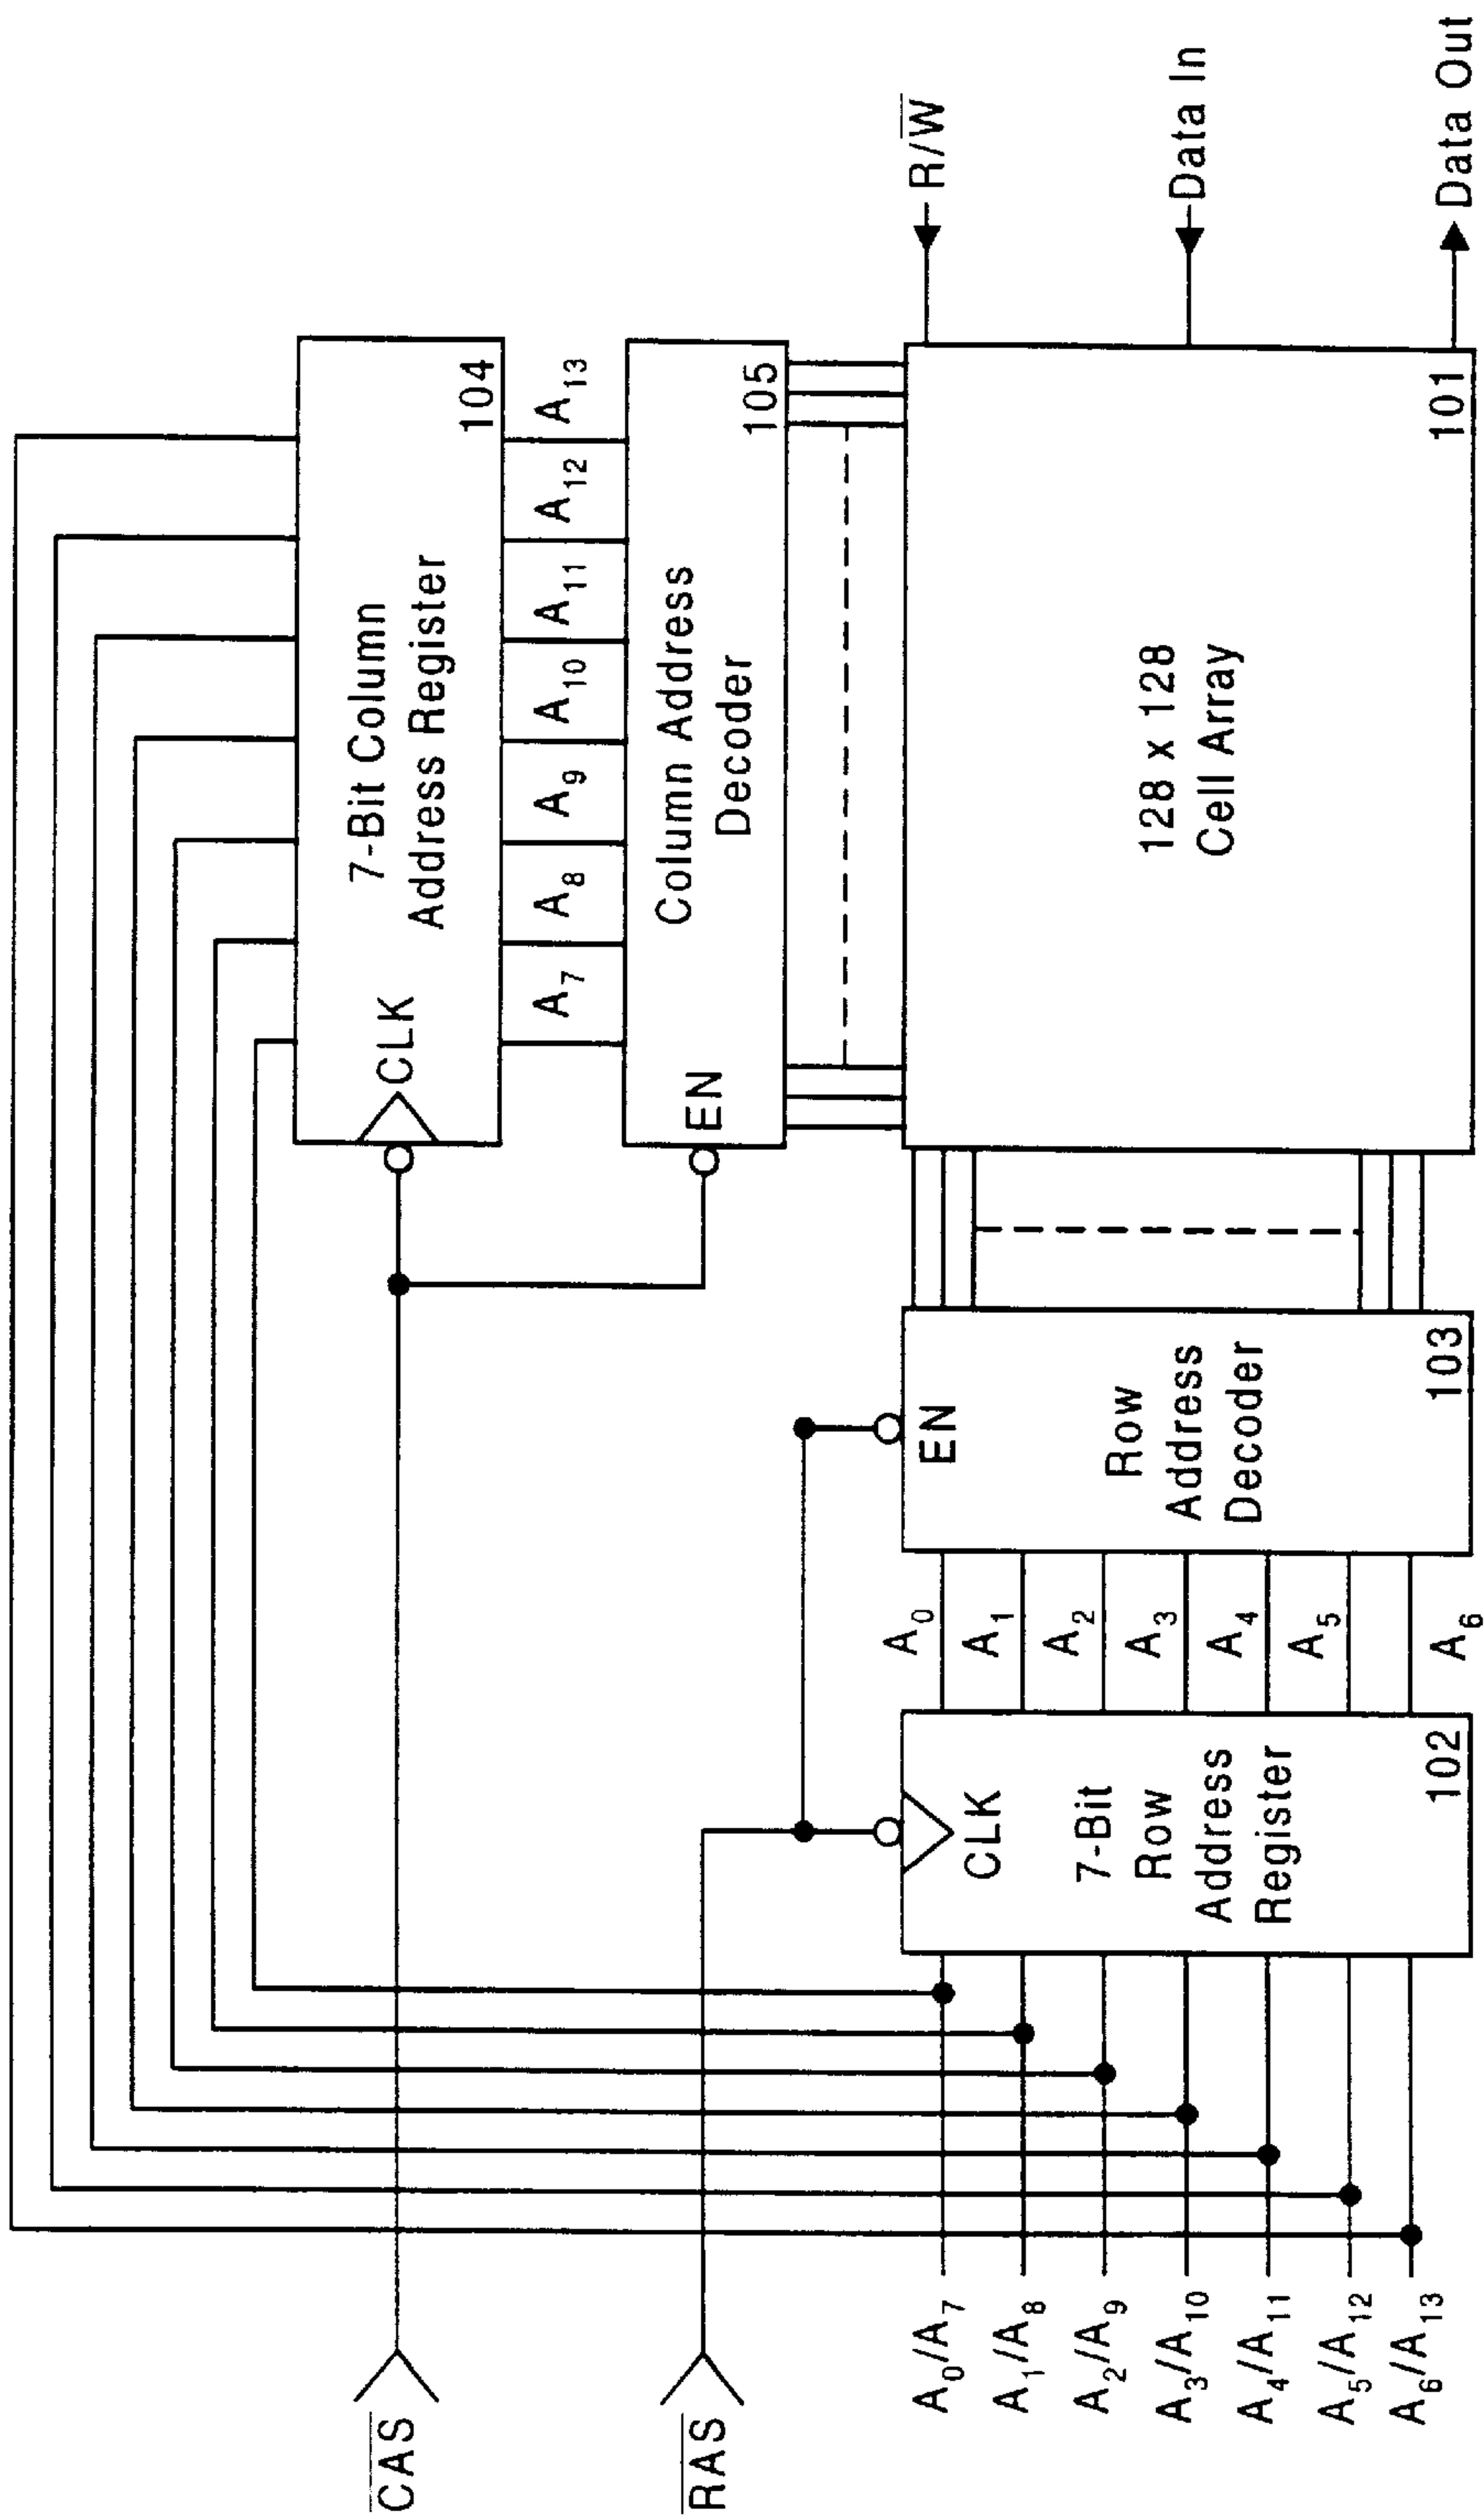 C̅A̅S̅
R̅A̅S̅
A₀/A₇
A₁/A₈
A₂/A₉
A₃/A₁₀
A₄/A₁₁
A₅/A₁₂
A₆/A₁₃
CLK
7-Bit
Row
Address
Register
102
A₀
A₁
A₂
A₃
A₄
A₅
A₆
EN
Row
Address
Decoder
103
CLK
7-Bit Column
Address Register
104
A₇
A₈
A₉
A₁₀
A₁₁
A₁₂
A₁₃
EN
Column Address
Decoder
105
128 x 128
Cell Array
101
R/W̅
Data In
Data Out